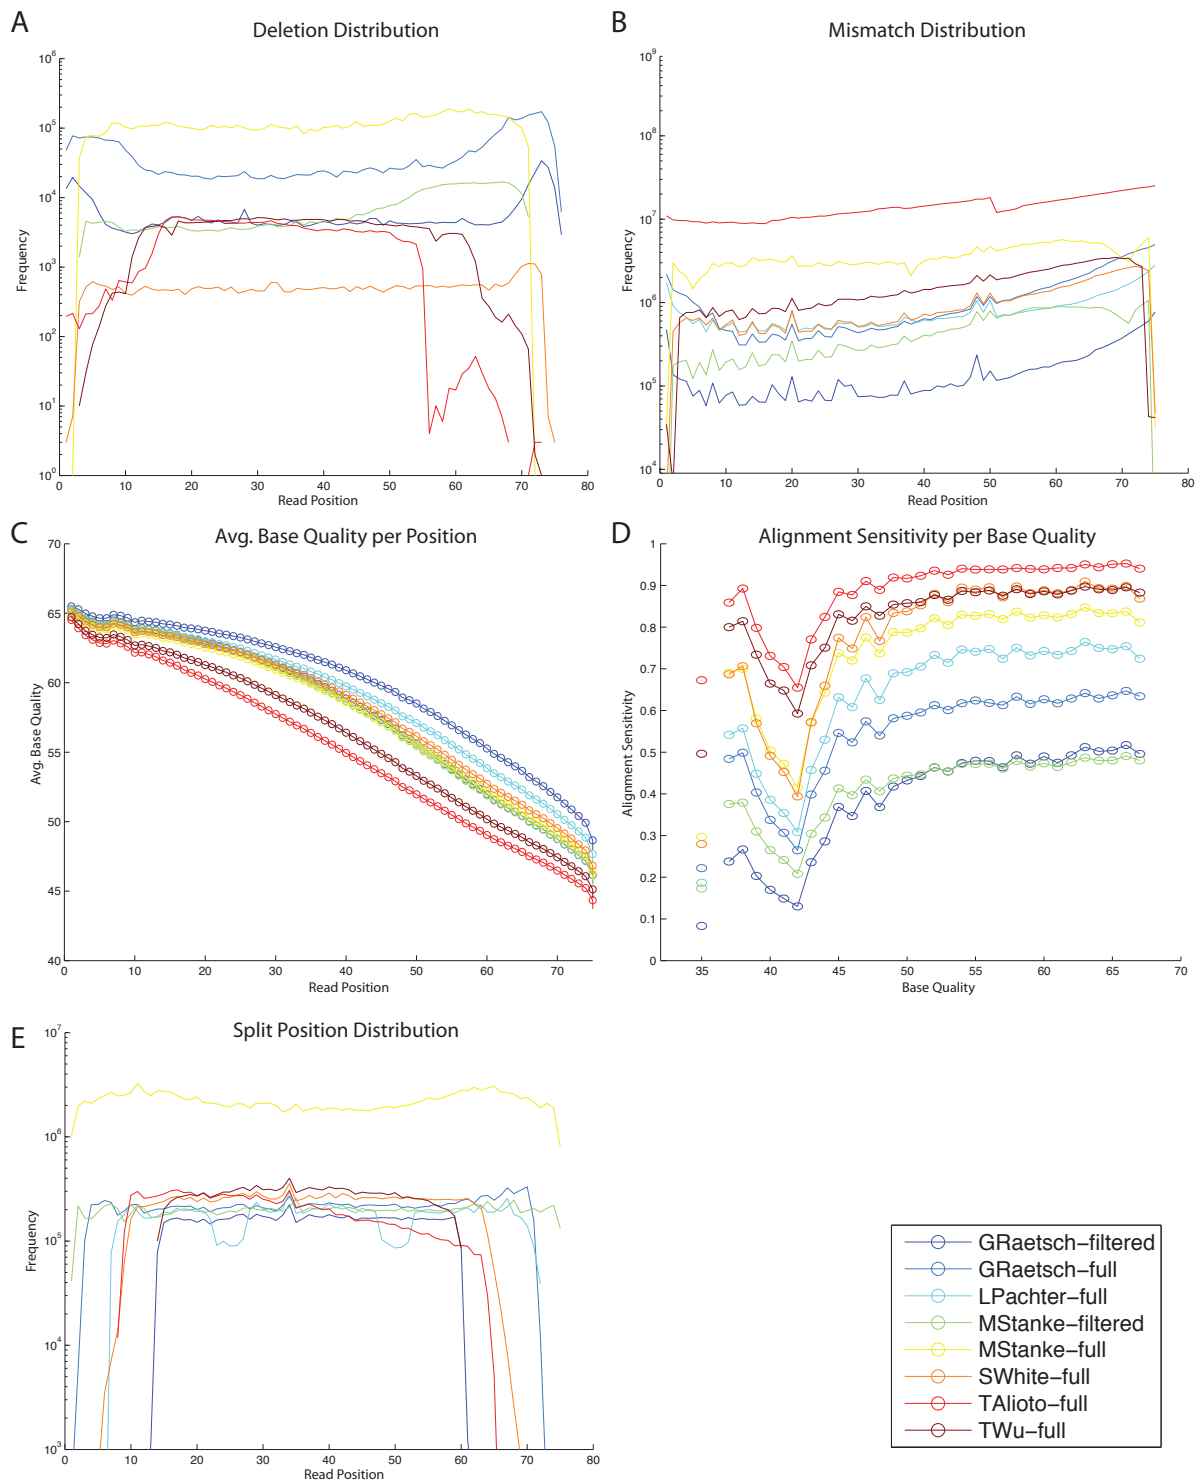 A
Deletion Distribution
10^6
10^5
10^4
10^3
10^2
10^1
10^0
Frequency
0 10 20 30 40 50 60 70 80
Read Position
B
Mismatch Distribution
10^9
10^8
10^7
10^6
10^5
10^4
Frequency
0 10 20 30 40 50 60 70 80
Read Position
C
Avg. Base Quality per Position
70
65
60
55
50
45
40
Avg. Base Quality
0 10 20 30 40 50 60 70
Read Position
D
Alignment Sensitivity per Base Quality
1
0.9
0.8
0.7
0.6
0.5
0.4
0.3
0.2
0.1
0
Alignment Sensitivity
35 40 45 50 55 60 65 70
Base Quality
E
Split Position Distribution
10^7
10^6
10^5
10^4
10^3
Frequency
0 10 20 30 40 50 60 70 80
Read Position
GRaetsch-filtered
GRaetsch-full
LPachter-full
MStanke-filtered
MStanke-full
SWhite-full
TAlioto-full
TWu-full